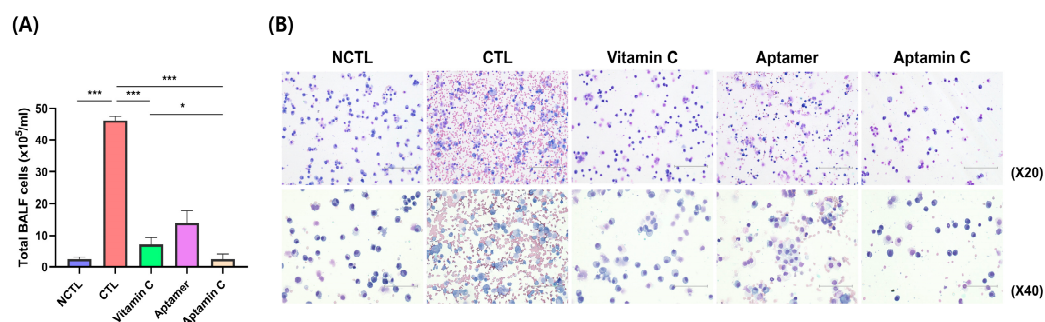 (A)
(B)
NCTL CTL Vitamin C Aptamer Aptamin C
***
*** ***
*
Total BALF cells (x10⁵/ml)
50
40
30
20
10
0
NCTL CTL Vitamin C Aptamer Aptamin C
(X20)
(X40)